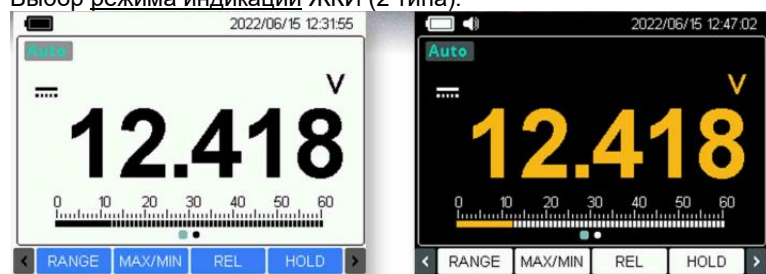 Выбор режима индикации ЖКИ (2 типа):
2022/06/15 12:31:55
Auto
V
12.418
0 10 20 30 40 50 60
< RANGE MAX/MIN REL HOLD >
2022/06/15 12:47:02
Auto
V
12.418
0 10 20 30 40 50 60
< RANGE MAX/MIN REL HOLD >